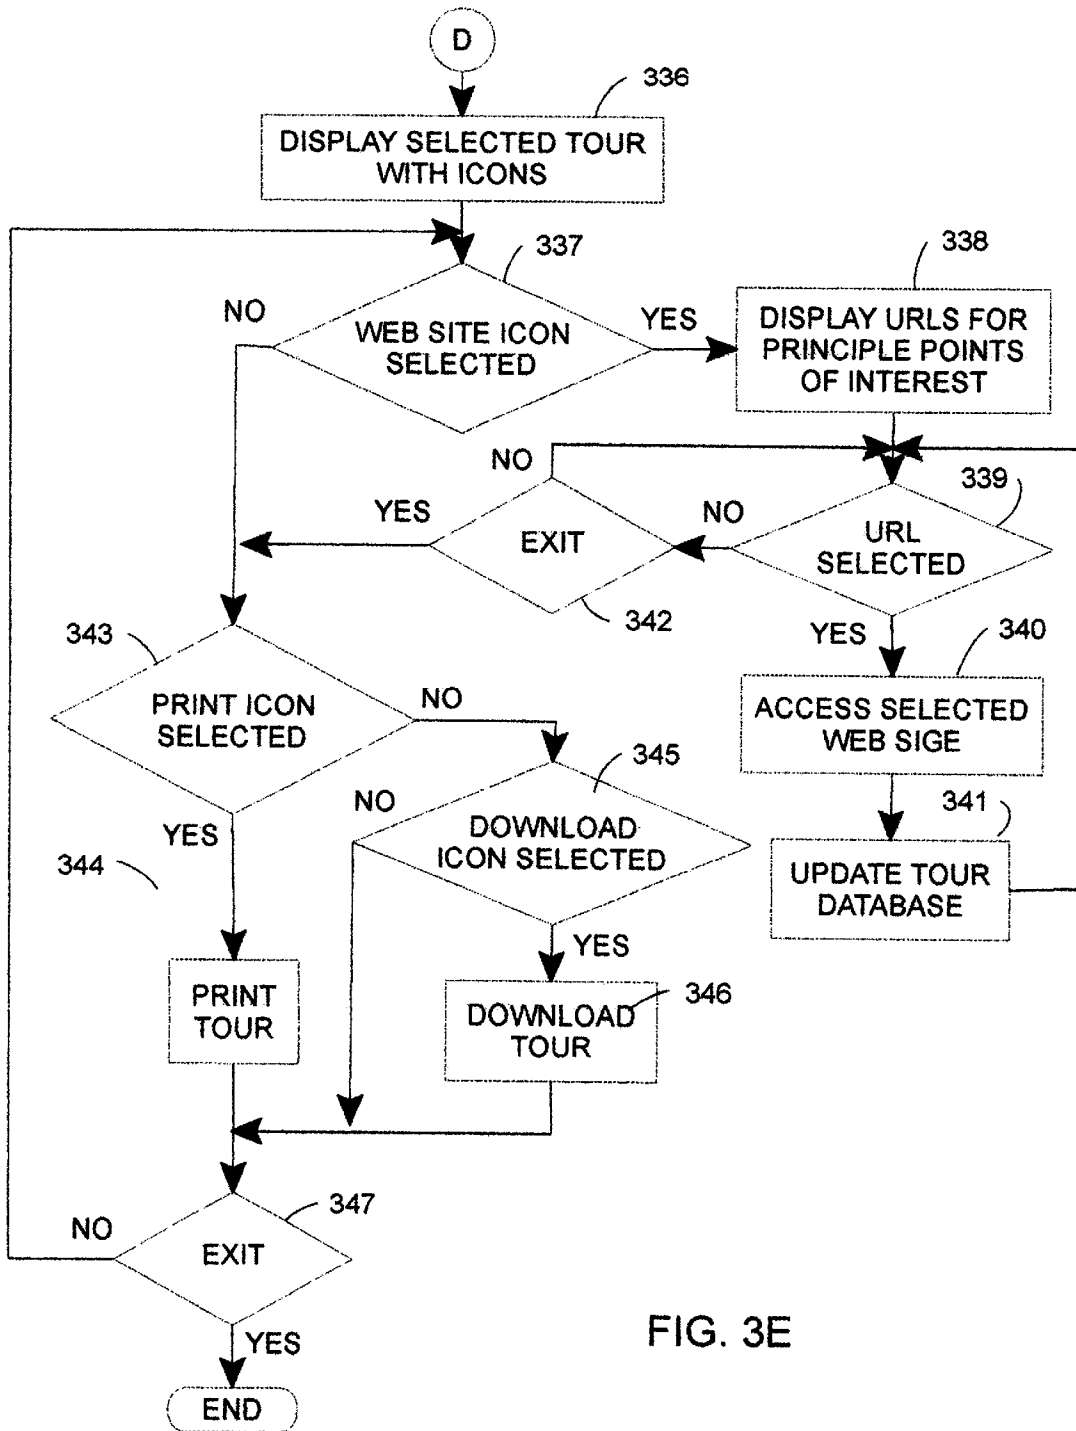 D
336
DISPLAY SELECTED TOUR
WITH ICONS
337
338
NO
WEB SITE ICON
SELECTED
YES
DISPLAY URLS FOR
PRINCIPLE POINTS
OF INTEREST
NO
339
YES
EXIT
NO
URL
SELECTED
342
YES
340
343
PRINT ICON
SELECTED
NO
ACCESS SELECTED
WEB SIGE
345
341
NO
DOWNLOAD
ICON SELECTED
YES
344
UPDATE TOUR
DATABASE
YES
PRINT
TOUR
346
DOWNLOAD
TOUR
347
NO
EXIT
YES
FIG. 3E
END